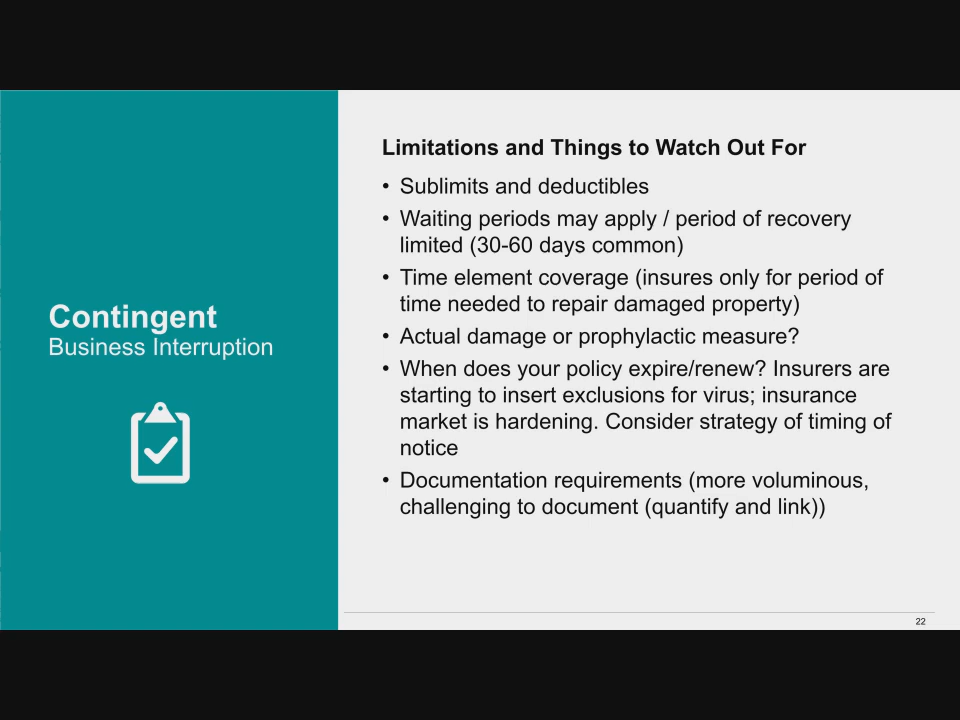 Contingent
Business Interruption
Limitations and Things to Watch Out For
• Sublimits and deductibles
• Waiting periods may apply / period of recovery
limited (30-60 days common)
• Time element coverage (insures only for period of
time needed to repair damaged property)
• Actual damage or prophylactic measure?
• When does your policy expire/renew? Insurers are
starting to insert exclusions for virus; insurance
market is hardening. Consider strategy of timing of
notice
• Documentation requirements (more voluminous,
challenging to document (quantify and link))
22